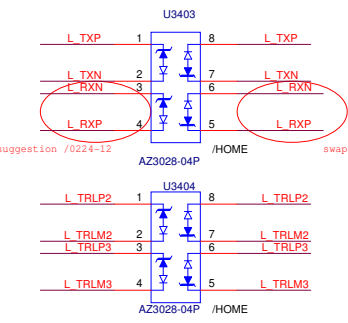 U3403
L_TXP 1 8 L_TXP
L_TXN 2 7 L_TXN
L_RXN 3 6 L_RXN
L_RXP 4 5 L_RXP
uggestion /0224-12 /HOME swap
AZ3028-04P
U3404
L_TRLP2 1 8 L_TRLP2
L_TRLM2 2 7 L_TRLM2
L_TRLP3 3 6 L_TRLP3
L_TRLM3 4 5 L_TRLM3
AZ3028-04P /HOME